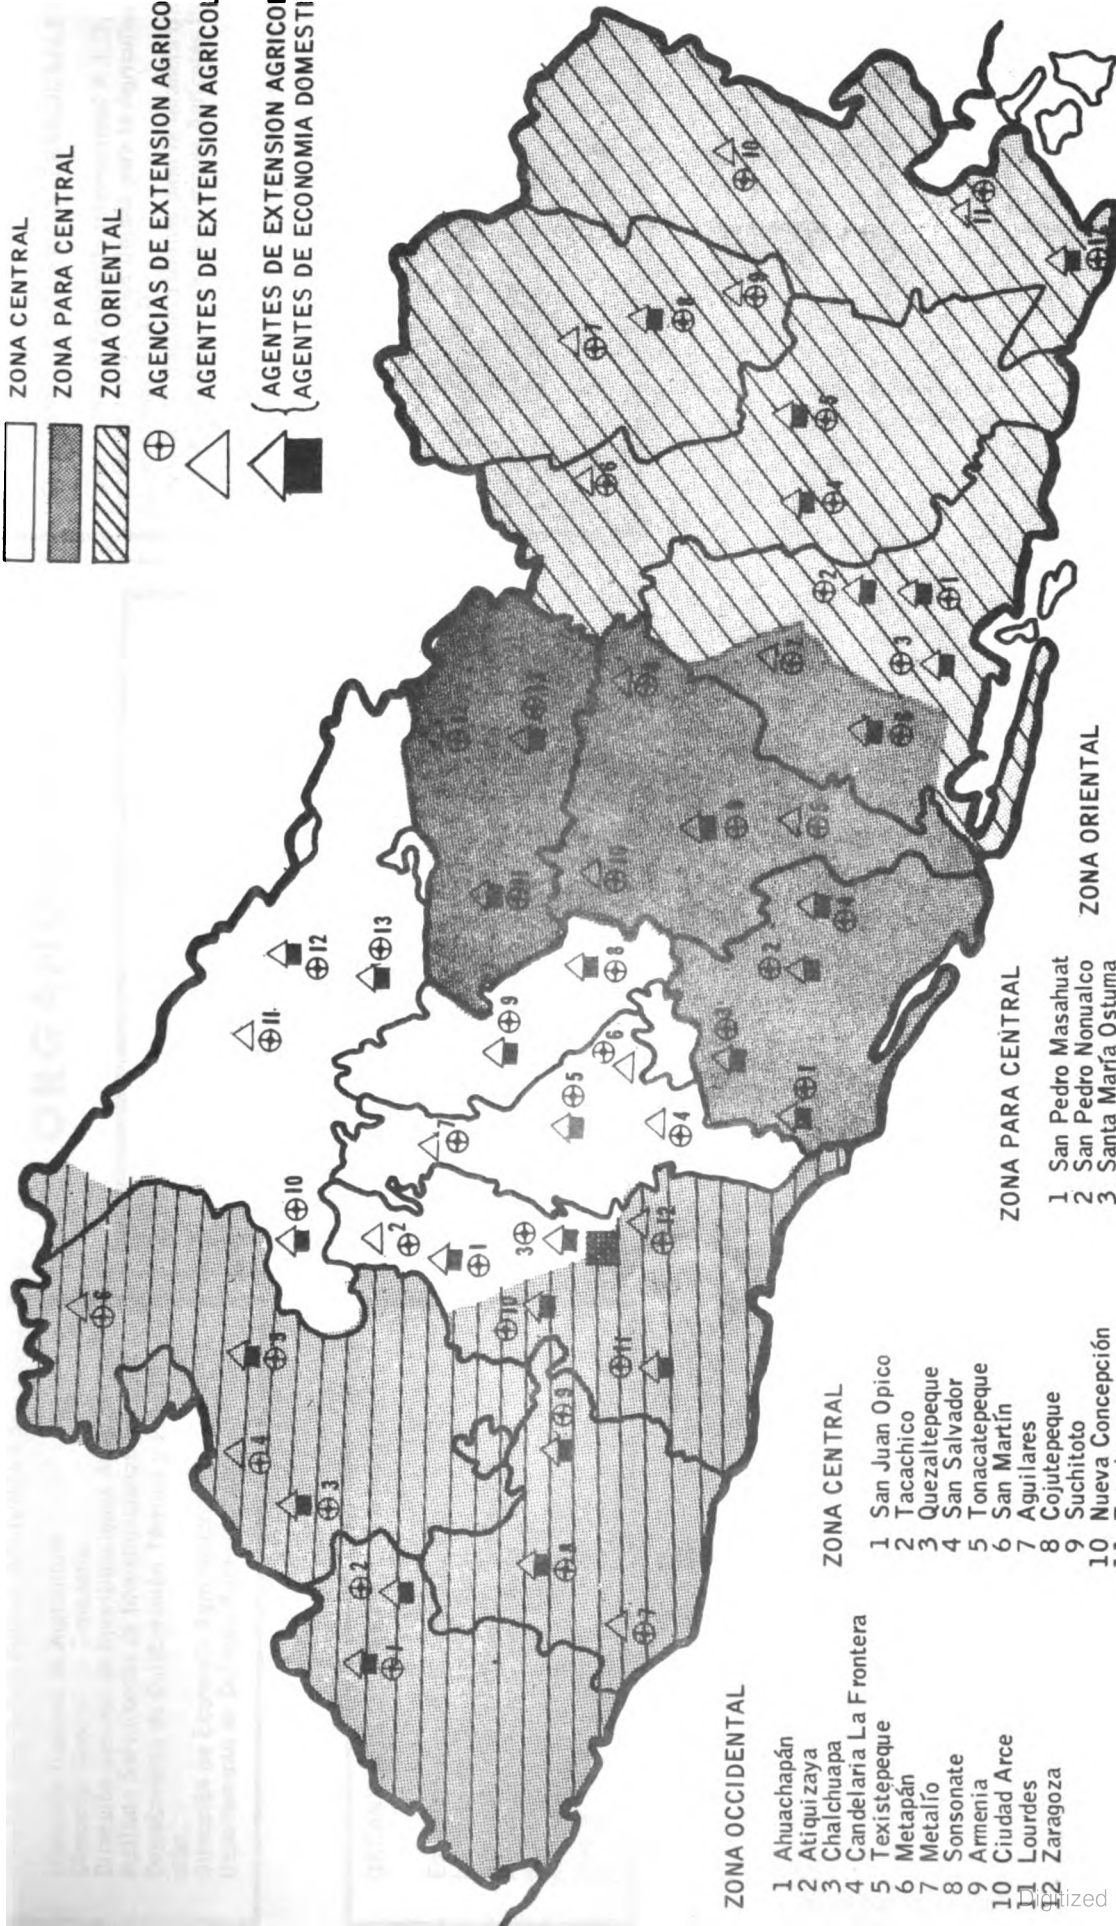 ZONA CENTRAL
ZONA PARA CENTRAL
ZONA ORIENTAL
AGENCIAS DE EXTENSION AGRICO
AGENTES DE EXTENSION AGRICOL
AGENTES DE EXTENSION AGRICO
AGENTES DE ECONOMIA DOMESTI
ZONA OCCIDENTAL
1 Ahuachapán
2 Atiquizaya
3 Chalchuapa
4 Candelaria La Frontera
5 Texistepeque
6 Metapán
7 Metalío
8 Sonsonate
9 Armenia
10 Ciudad Arce
11 Lourdes
12 Zaragoza
ZONA CENTRAL
1 San Juan Opico
2 Tacachico
3 Quezaltepeque
4 San Salvador
5 Tonacatepeque
6 San Martín
7 Aguilares
8 Cojutepeque
9 Suchitoto
10 Nueva Concepción
ZONA PARA CENTRAL
1 San Pedro Masahuat
2 San Pedro Nonualco
3 Santa María Ostuma
ZONA ORIENTAL
Digitized